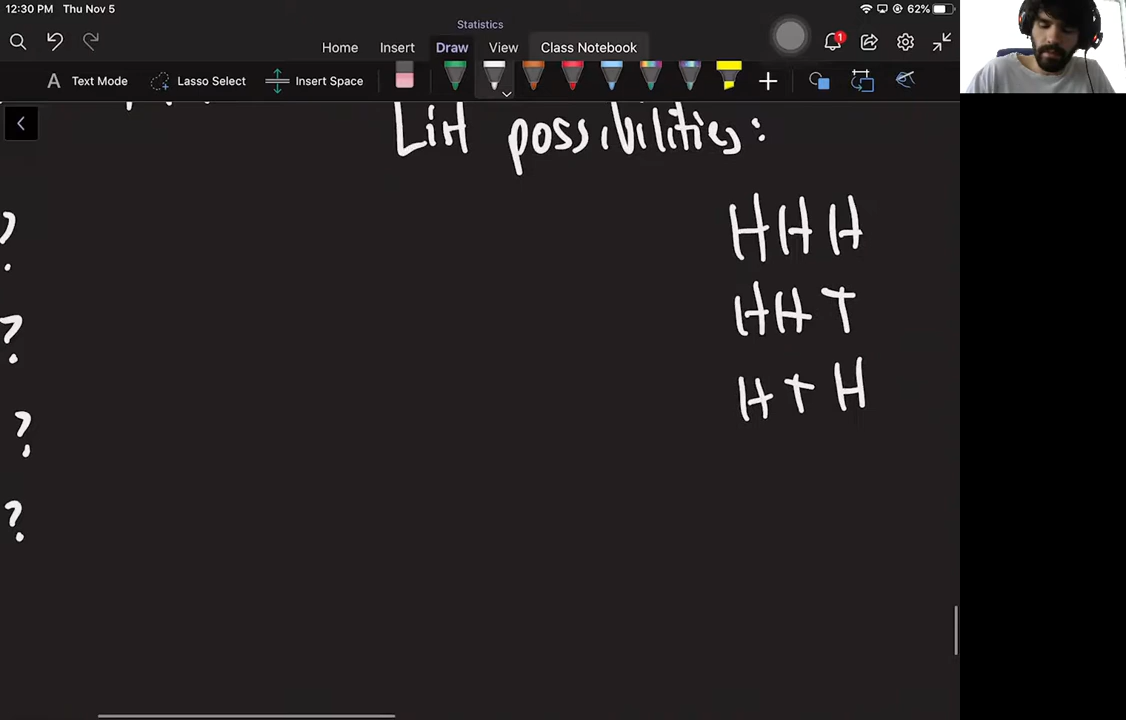 12:30 PM Thu Nov 5
62%
Statistics
Home Insert Draw View Class Notebook
1
A Text Mode Lasso Select Insert Space
List possibilities:
HHH
?
HHT
?
HTH
?
?